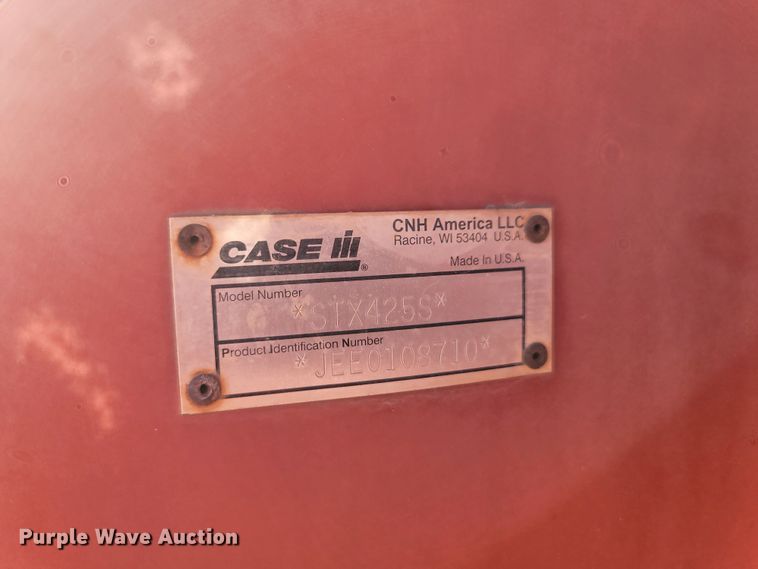 CASE IH®
CNH America LLC
Racine, WI 53404 U.S.A.
Made in U.S.A.
Model Number
*STX425S*
Product Identification Number
*JEE0108710*
Purple Wave Auction